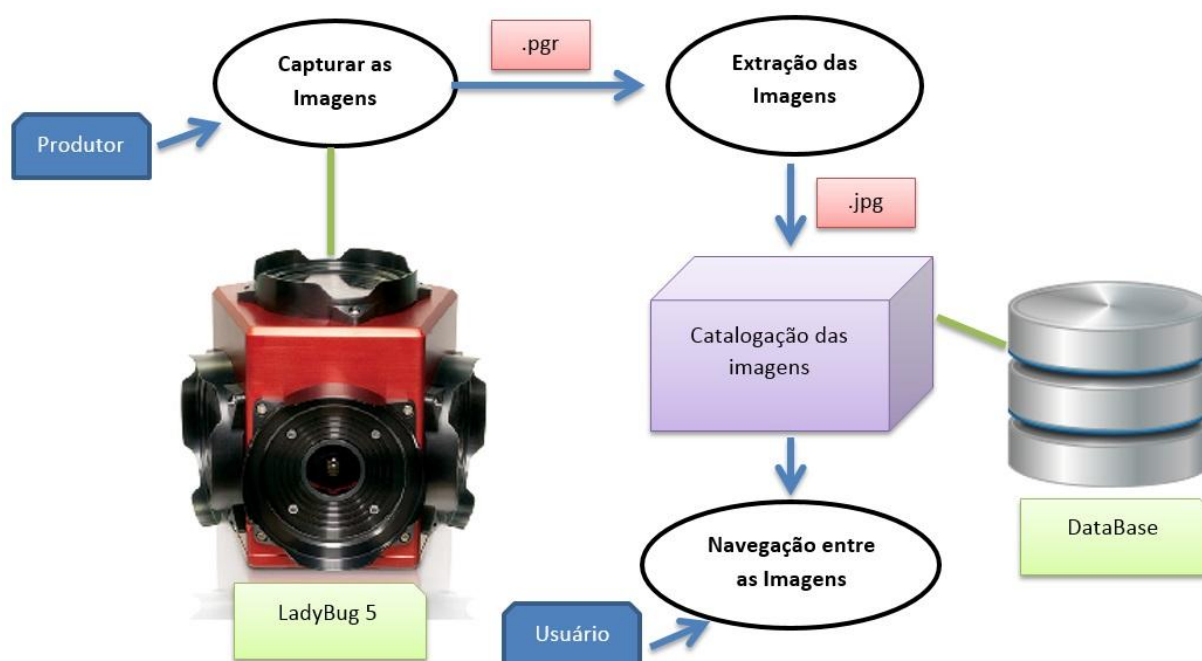 .pgr
Capturar as
Imagens
Extração das
Imagens
Produtor
.jpg
Catalogação das
imagens
DataBase
Navegação entre
as Imagens
LadyBug 5
Usuário